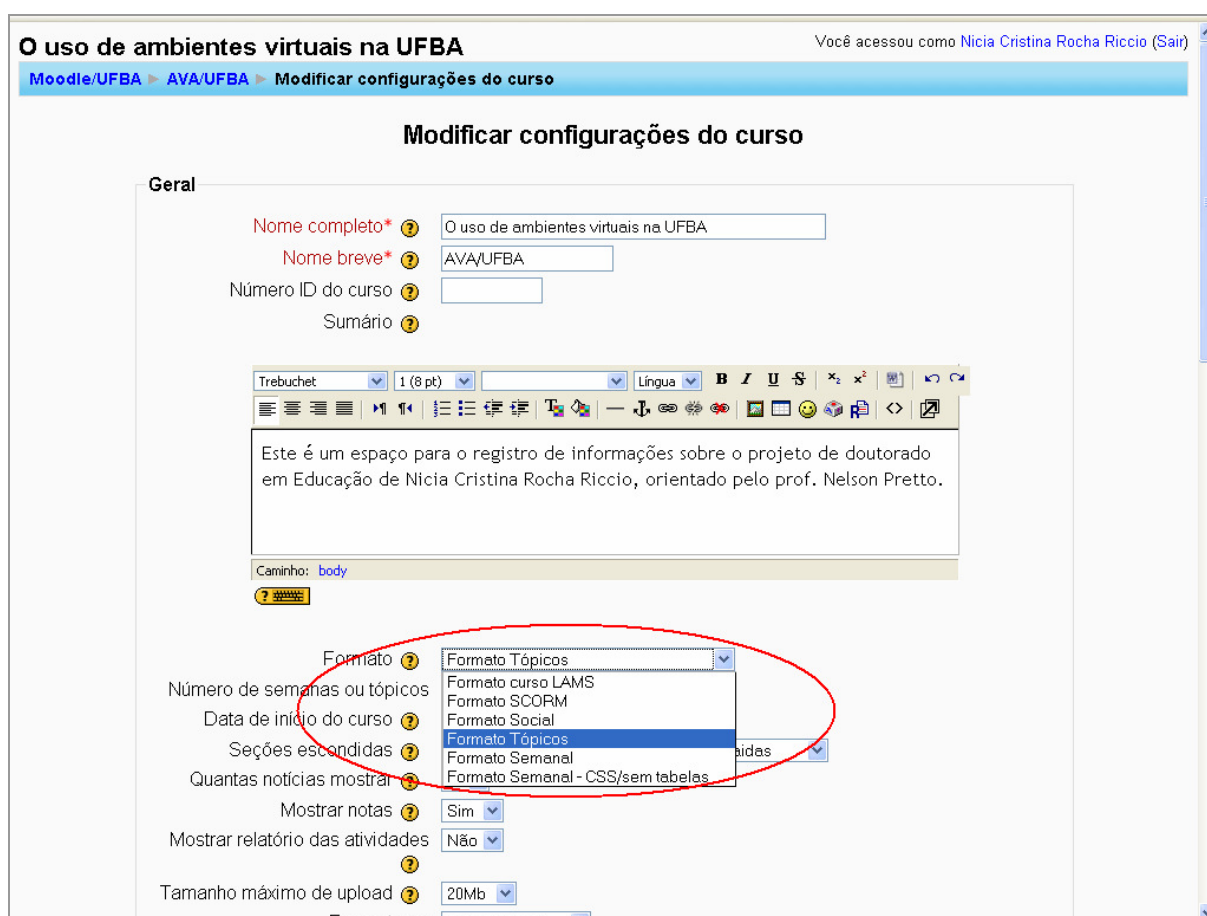 O uso de ambientes virtuais na UFBA
Você acessou como Nicia Cristina Rocha Riccio (Sair)
Moodle/UFBA ► AVA/UFBA ► Modificar configurações do curso
Modificar configurações do curso
Geral
Nome completo* O uso de ambientes virtuais na UFBA
Nome breve* AVA/UFBA
Número ID do curso
Sumário
Trebuchet 1 (8 pt) Língua B I U S x₂ x²
Este é um espaço para o registro de informações sobre o projeto de doutorado
em Educação de Nicia Cristina Rocha Riccio, orientado pelo prof. Nelson Pretto.
Caminho: body
Formato Formato Tópicos
Formato curso LAMS
Número de semanas ou tópicos
Formato SCORM
Data de início do curso Formato Social
Formato Tópicos
Seções escondidas aidas
Formato Semanal
Quantas notícias mostrar Formato Semanal - CSS/sem tabelas
Mostrar notas Sim
Mostrar relatório das atividades Não
Tamanho máximo de upload 20Mb